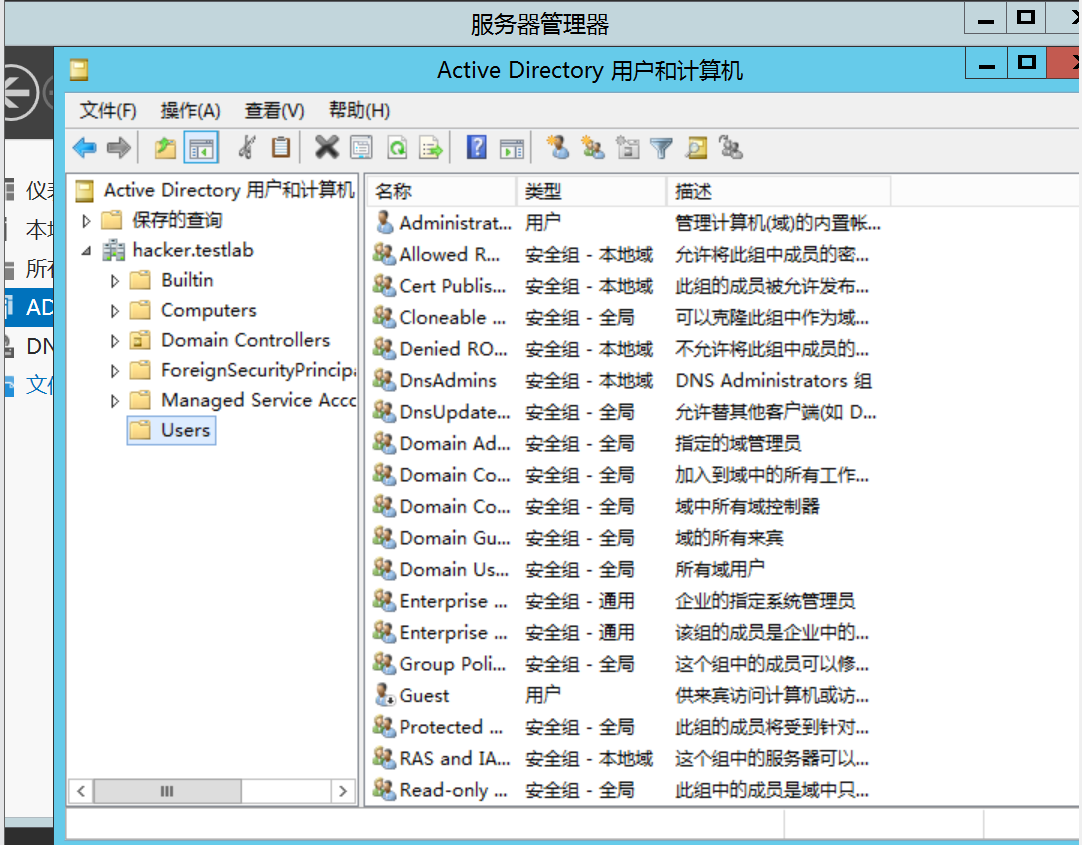 服务器管理器
Active Directory 用户和计算机
文件(F) 操作(A) 查看(V) 帮助(H)
仪
本
所有
AD
DN
文件
Active Directory 用户和计算机
保存的查询
hacker.testlab
Builtin
Computers
Domain Controllers
ForeignSecurityPrincip
Managed Service Acc
Users
名称 类型 描述
Administrat... 用户 管理计算机(域)的内置帐...
Allowed R... 安全组 - 本地域 允许将此组中成员的密...
Cert Publis... 安全组 - 本地域 此组的成员被允许发布...
Cloneable ... 安全组 - 全局 可以克隆此组中作为域...
Denied RO... 安全组 - 本地域 不允许将此组中成员的...
DnsAdmins 安全组 - 本地域 DNS Administrators 组
DnsUpdate... 安全组 - 全局 允许替其他客户端(如 D...
Domain Ad... 安全组 - 全局 指定的域管理员
Domain Co... 安全组 - 全局 加入到域中的所有工作...
Domain Co... 安全组 - 全局 域中所有域控制器
Domain Gu... 安全组 - 全局 域的所有来宾
Domain Us... 安全组 - 全局 所有域用户
Enterprise ... 安全组 - 通用 企业的指定系统管理员
Enterprise ... 安全组 - 通用 该组的成员是企业中的...
Group Poli... 安全组 - 全局 这个组中的成员可以修...
Guest 用户 供来宾访问计算机或访...
Protected ... 安全组 - 全局 此组的成员将受到针对...
RAS and IA... 安全组 - 本地域 这个组中的服务器可以...
Read-only ... 安全组 - 全局 此组中的成员是域中只...